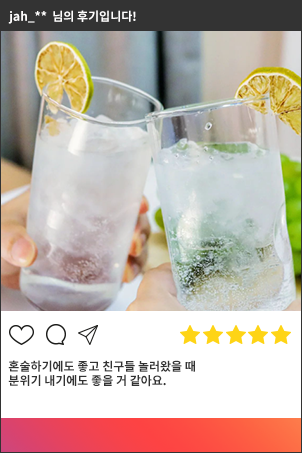 jah_** 님의 후기입니다!
혼술하기에도 좋고 친구들 놀러왔을 때
분위기 내기에도 좋을 거 같아요.